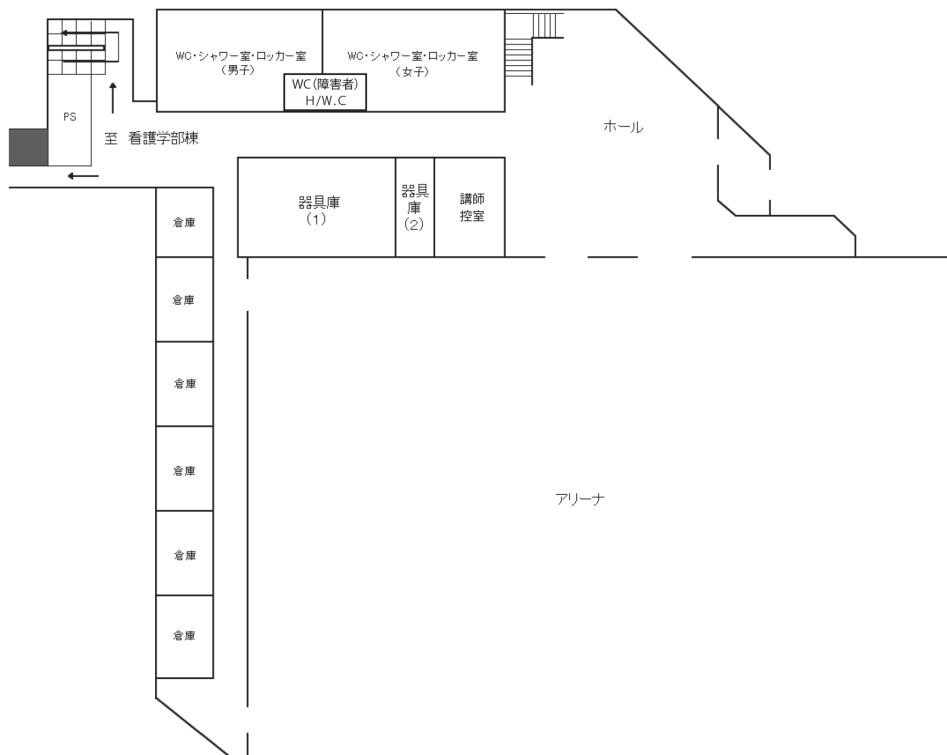 WC・シャワー室・ロッカー室
(男子)
WC・シャワー室・ロッカー室
(女子)
WC(障害者)
H/W.C
PS
至 看護学部棟
ホール
器具庫
(1)
器具
庫
(2)
講師
控室
倉庫
倉庫
倉庫
倉庫
倉庫
倉庫
アリーナ